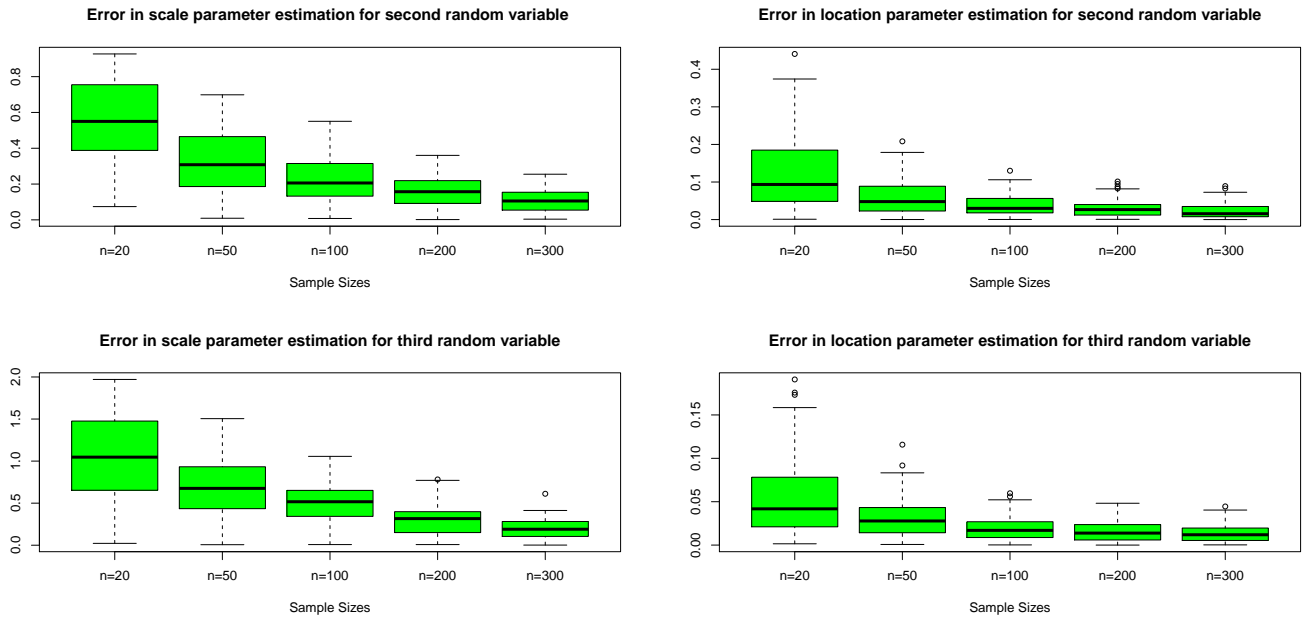 Error in scale parameter estimation for second random variable
0.0 0.2 0.4 0.6 0.8
n=20 n=50 n=100 n=200 n=300
Sample Sizes
Error in location parameter estimation for second random variable
0.0 0.1 0.2 0.3 0.4
n=20 n=50 n=100 n=200 n=300
Sample Sizes
Error in scale parameter estimation for third random variable
0.0 0.5 1.0 1.5 2.0
n=20 n=50 n=100 n=200 n=300
Sample Sizes
Error in location parameter estimation for third random variable
0.00 0.05 0.10 0.15
n=20 n=50 n=100 n=200 n=300
Sample Sizes